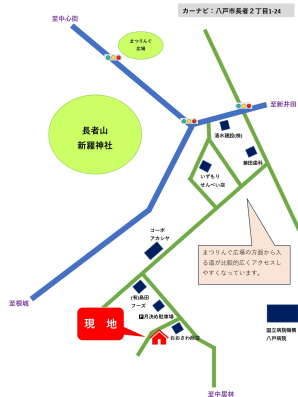 カーナビ：八戸市長者２丁目1-24
至中心街
まつりんぐ
広場
至新井田
清水建設(株)
長者山
新羅神社
兼田歯科
いずもり
せんべい店
コーポ
アカシヤ
まつりんぐ広場の方面から入
る道が比較的広くアクセスし
やすくなっています。
至根城
(有)島田
フーズ
🅿月決め駐車場
現 地
おおさわ
国立病院機構
八戸病院
至中居林